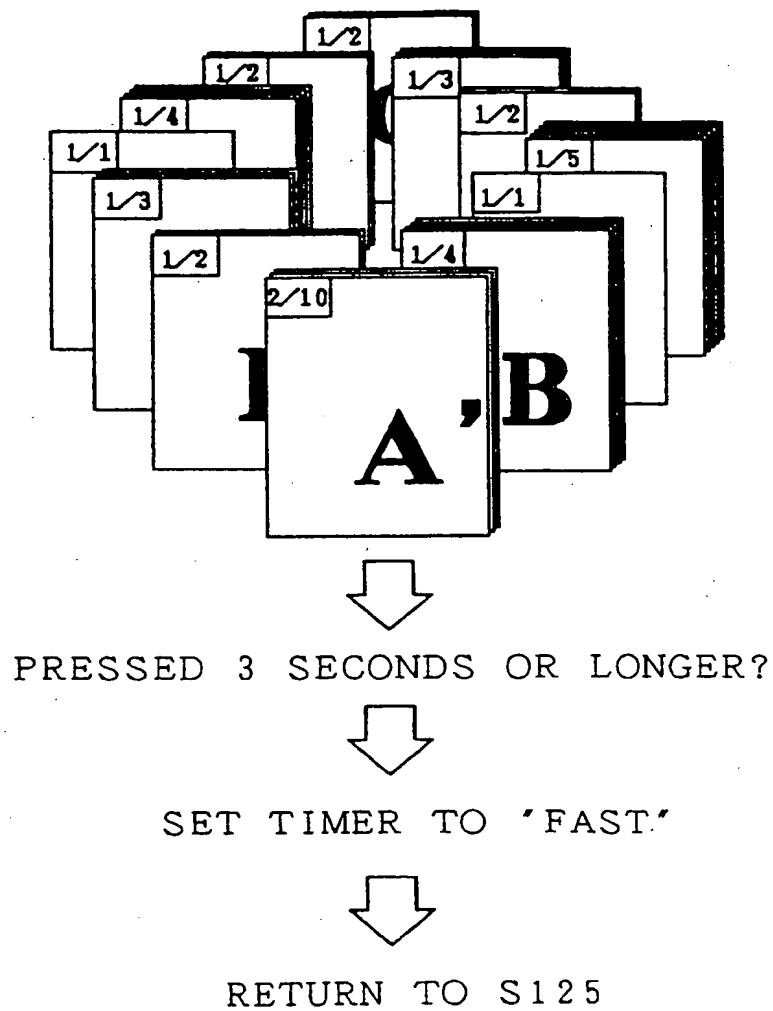 1/2
1/2
1/3
1/4
1/2
1/1
1/5
1/3
1/1
1/2
1/4
2/10
B
A'
PRESSED 3 SECONDS OR LONGER?
SET TIMER TO "FAST."
RETURN TO S125